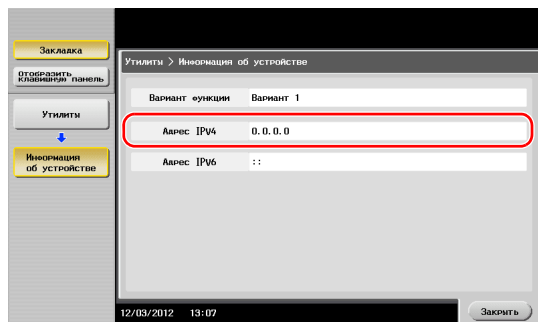 Закладка
Отобразить
клавишную панель
Утилиты
Информация
об устройстве
Утилиты > Информация об устройстве
Вариант функции Вариант 1
Адрес IPV4 0.0.0.0
Адрес IPV6 ::
12/03/2012 13:07
Закрыть